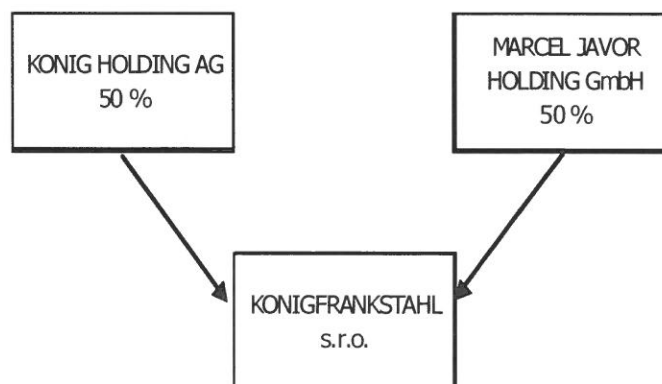 KONIG HOLDING AG
50 %
MARCEL JAVOR
HOLDING GmbH
50 %
KONIGFRANKSTAHL
s.r.o.